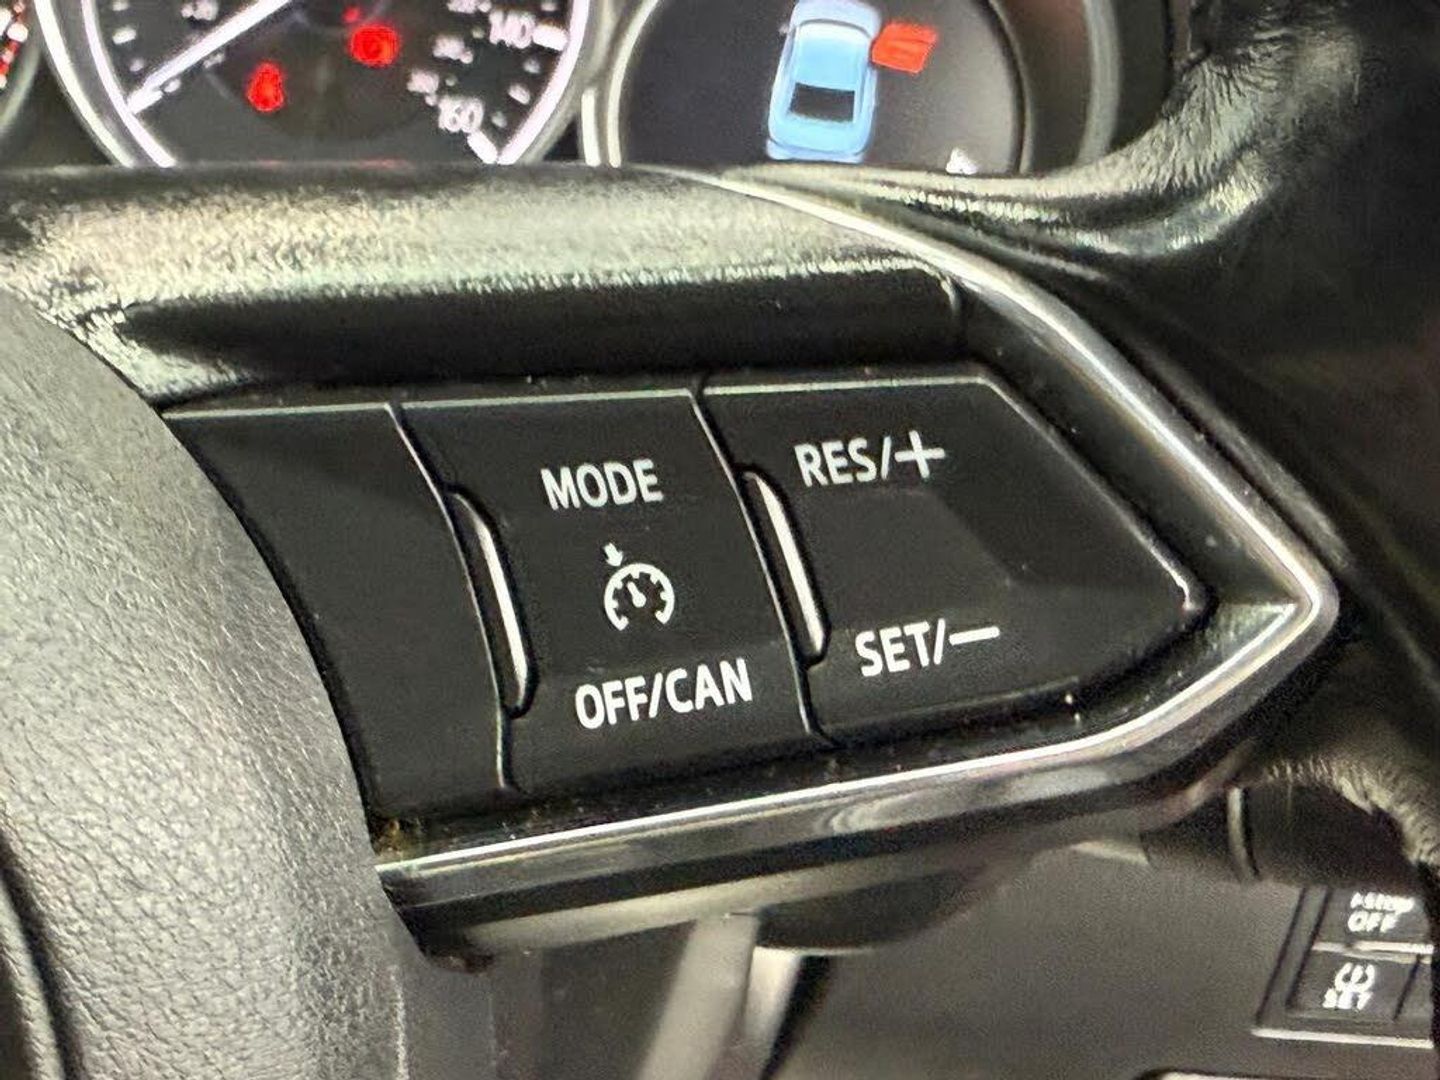 140
160
MODE
RES/+
OFF/CAN
SET/−
OFF
SET